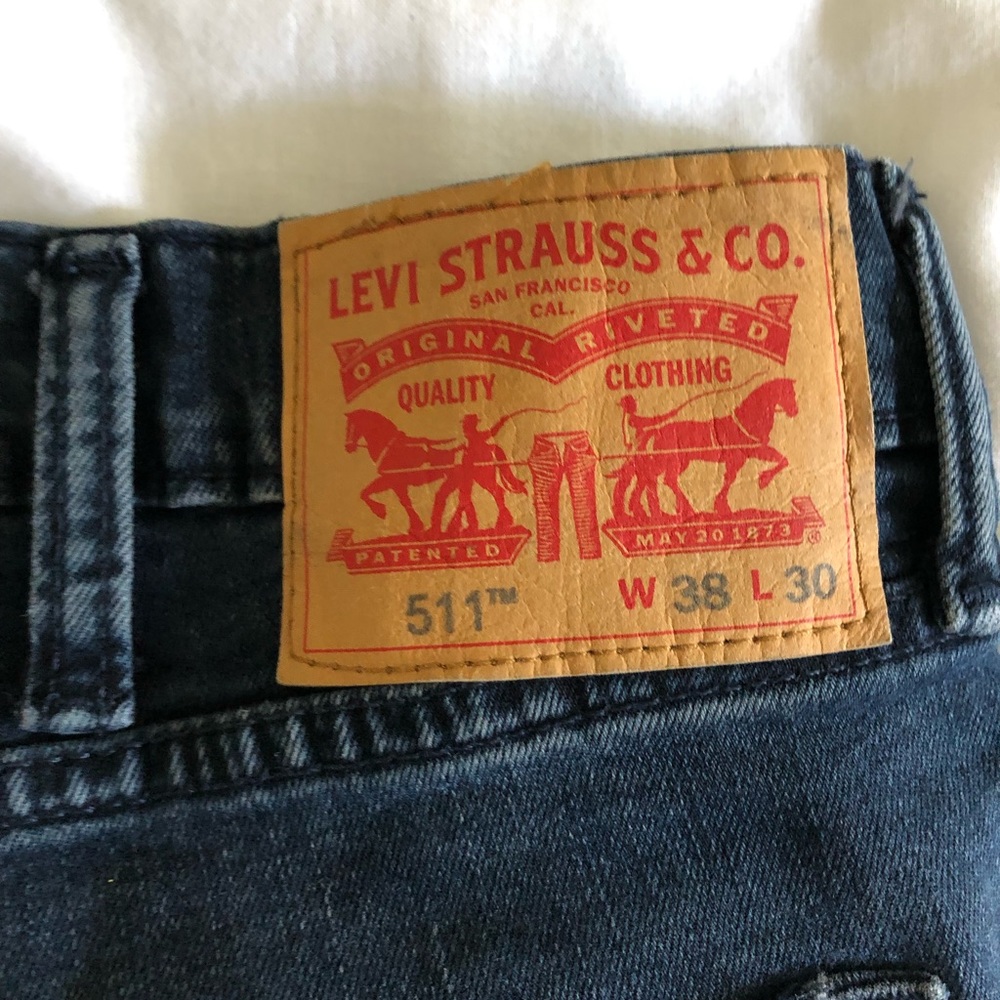 LEVI STRAUSS & CO.
SAN FRANCISCO
CAL.
ORIGINAL RIVETED
QUALITY CLOTHING
PATENTED MAY 20 1873 ®
511™ W 38 L 30